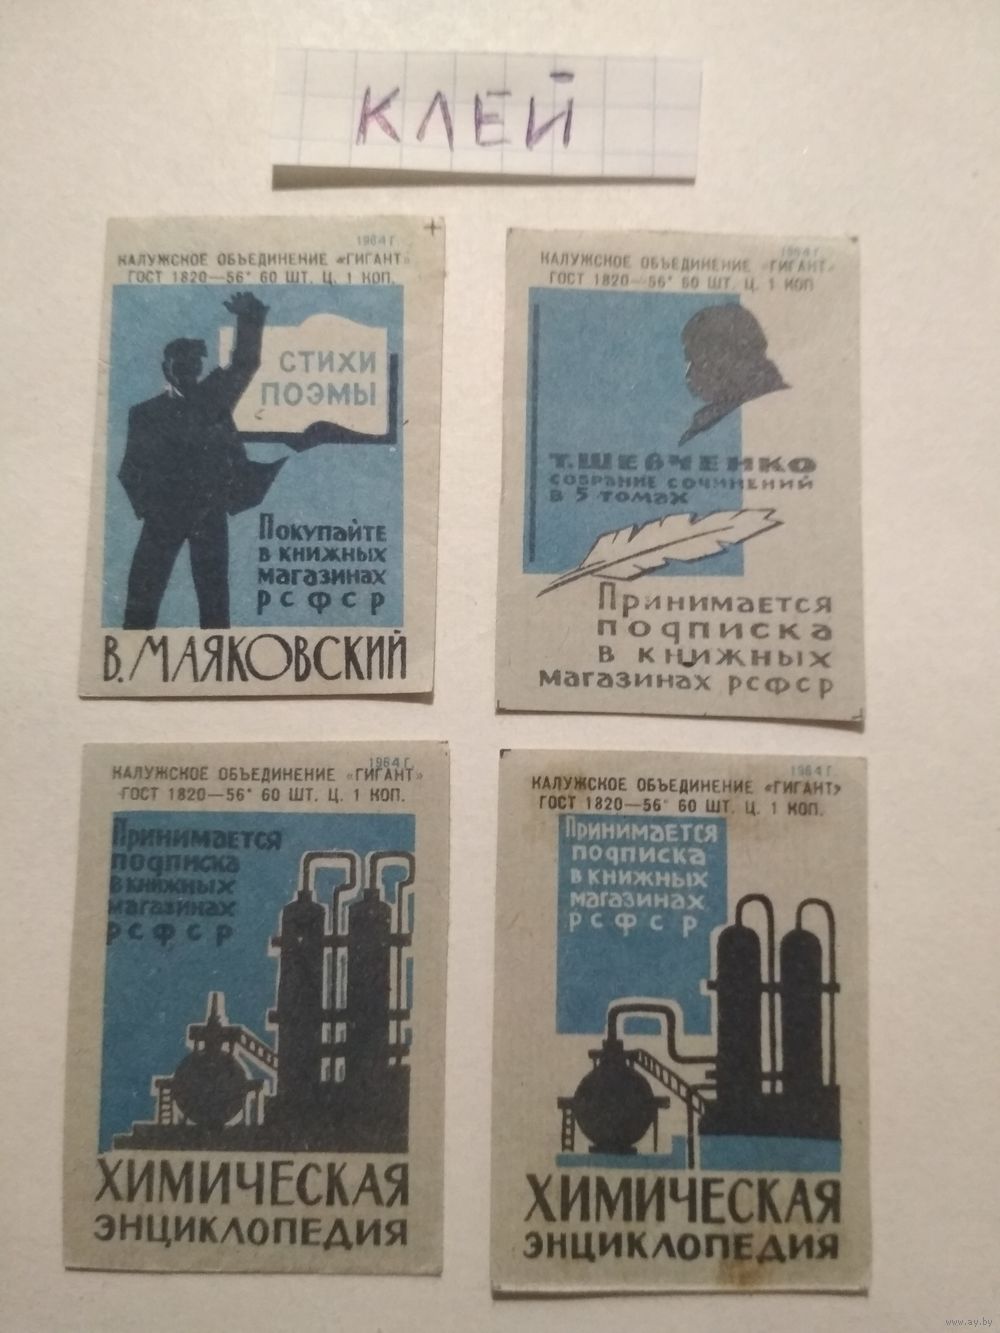 КЛЕЙ
1964 Г.
КАЛУЖСКОЕ ОБЪЕДИНЕНИЕ «ГИГАНТ»
ГОСТ 1820—56* 60 ШТ. Ц. 1 КОП.
СТИХИ
ПОЭМЫ
Покупайте
в книжных
магазинах
РСФСР
В. МАЯКОВСКИЙ
1964 Г.
КАЛУЖСКОЕ ОБЪЕДИНЕНИЕ «ГИГАНТ»
ГОСТ 1820—56* 60 ШТ. Ц. 1 КОП
Т. ШЕВЧЕНКО
СОБРАНИЕ СОЧИНЕНИЙ
В 5 ТОМАХ
Принимается
подписка
в книжных
магазинах РСФСР
1964 Г.
КАЛУЖСКОЕ ОБЪЕДИНЕНИЕ «ГИГАНТ»
ГОСТ 1820—56* 60 ШТ. Ц. 1 КОП.
Принимается
подписка
в книжных
магазинах
РСФСР
ХИМИЧЕСКАЯ
ЭНЦИКЛОПЕДИЯ
1964 Г.
КАЛУЖСКОЕ ОБЪЕДИНЕНИЕ «ГИГАНТ»
ГОСТ 1820—56* 60 ШТ. Ц. 1 КОП.
Принимается
подписка
в книжных
магазинах
РСФСР
ХИМИЧЕСКАЯ
ЭНЦИКЛОПЕДИЯ
www.ay.by